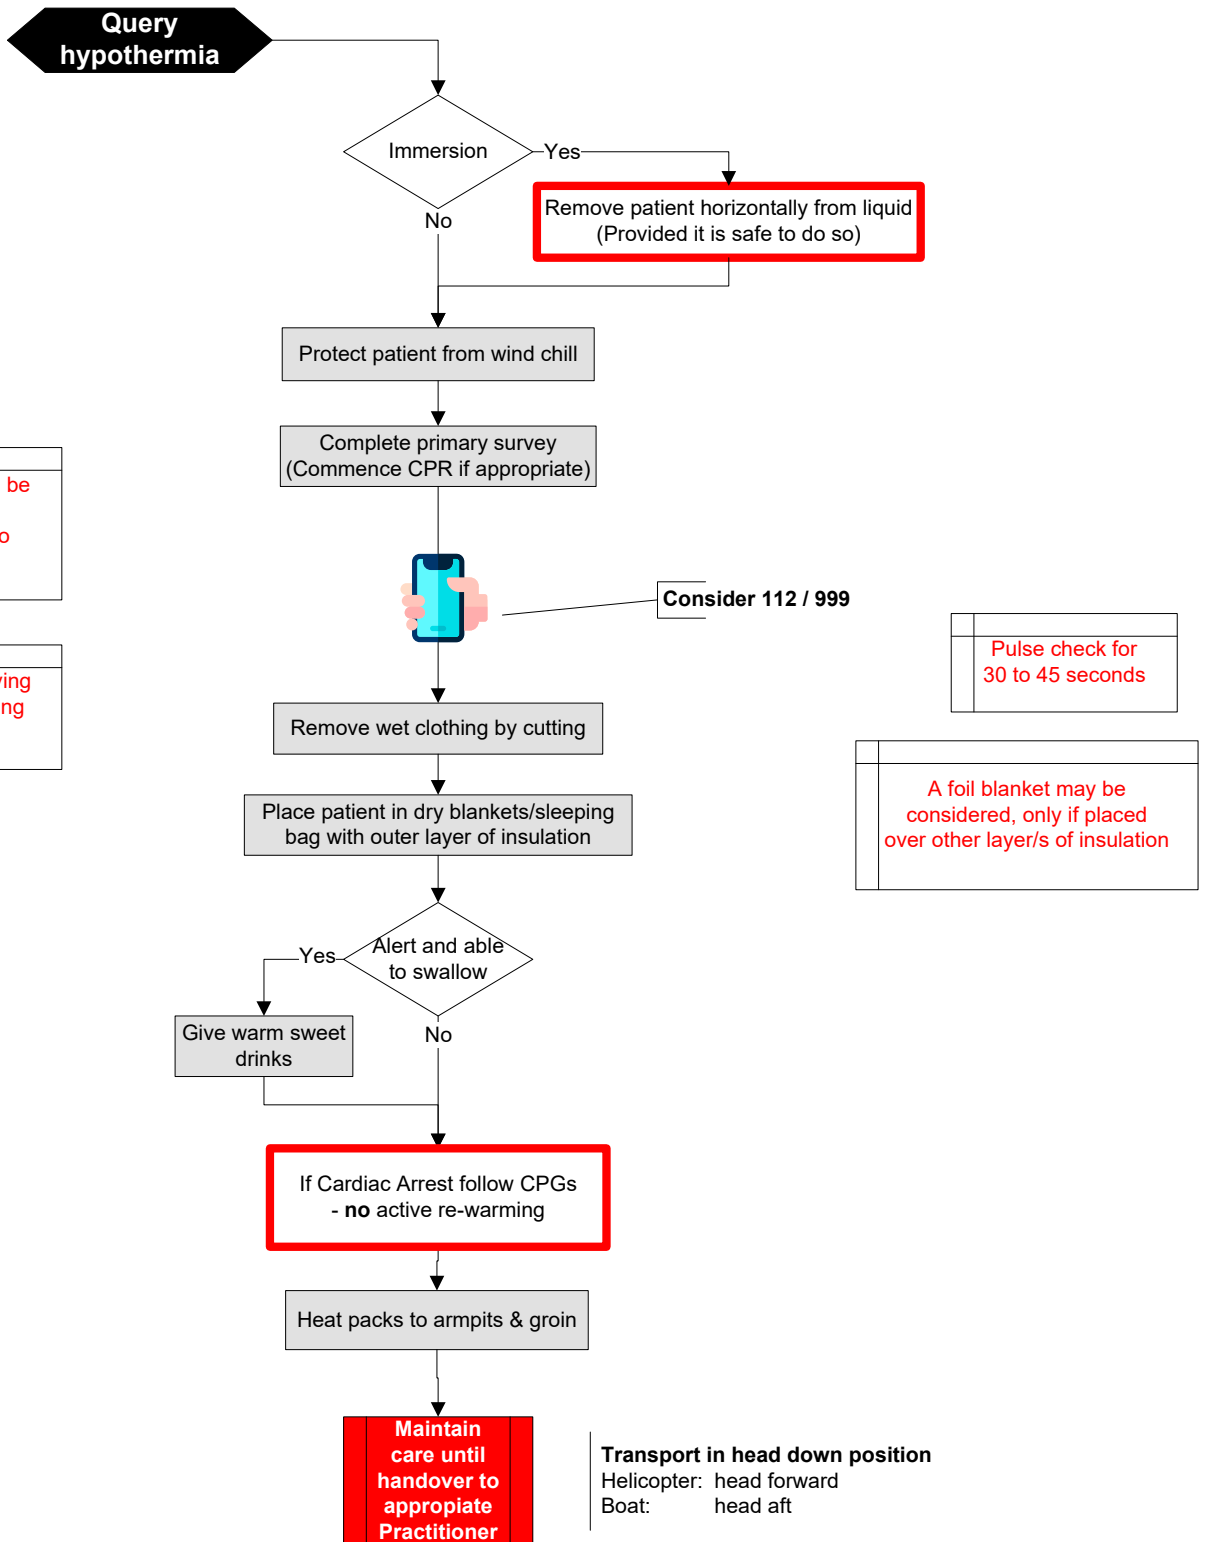 Query
hypothermia
Immersion
Yes
Remove patient horizontally from liquid
(Provided it is safe to do so)
No
Protect patient from wind chill
Complete primary survey
(Commence CPR if appropriate)
be
Consider 112 / 999
Pulse check for
30 to 45 seconds
Remove wet clothing by cutting
A foil blanket may be
considered, only if placed
over other layer/s of insulation
Place patient in dry blankets/sleeping
bag with outer layer of insulation
Alert and able
to swallow
Yes
Give warm sweet
drinks
No
If Cardiac Arrest follow CPGs
- no active re-warming
Heat packs to armpits & groin
Maintain
care until
handover to
appropiate
Practitioner
Transport in head down position
Helicopter: head forward
Boat: head aft